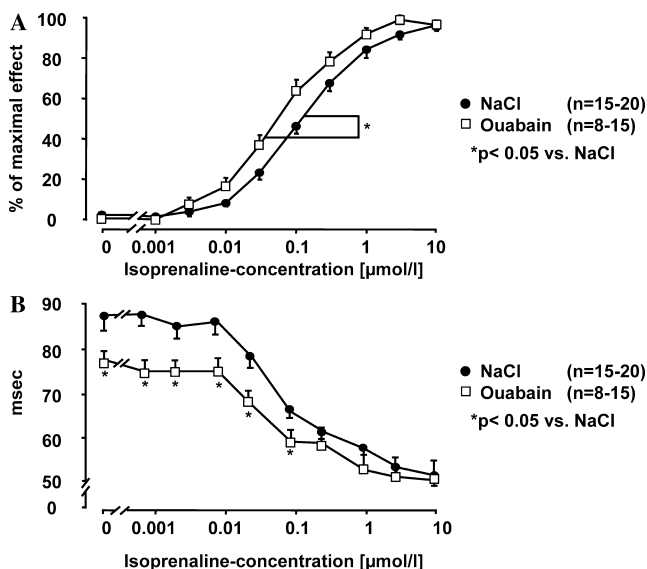 A
% of maximal effect
100
80
60
40
20
0
*
0 0.001 0.01 0.1 1 10
Isoprenaline-concentration [µmol/l]
NaCl (n=15-20)
Ouabain (n=8-15)
*p< 0.05 vs. NaCl
B
msec
90
80
70
60
50
0
* * * * * *
0 0.001 0.01 0.1 1 10
Isoprenaline-concentration [µmol/l]
NaCl (n=15-20)
Ouabain (n=8-15)
*p< 0.05 vs. NaCl